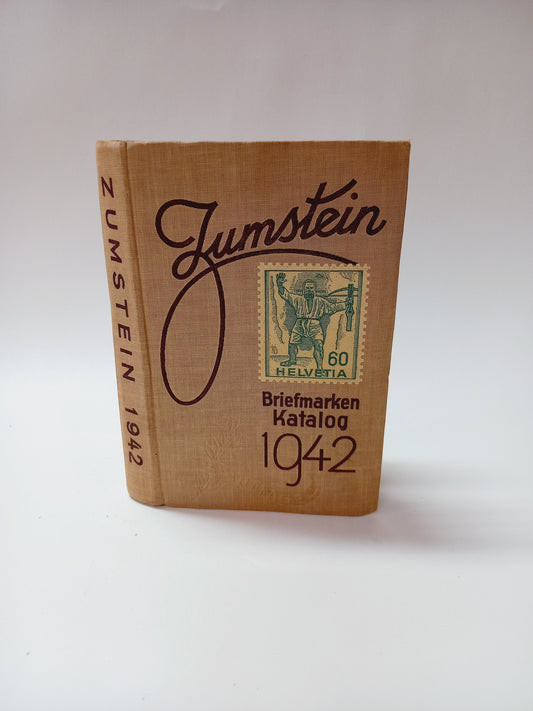 ZUMSTEIN 1942
Zumstein
60
HELVETIA
Briefmarken
Katalog
1942